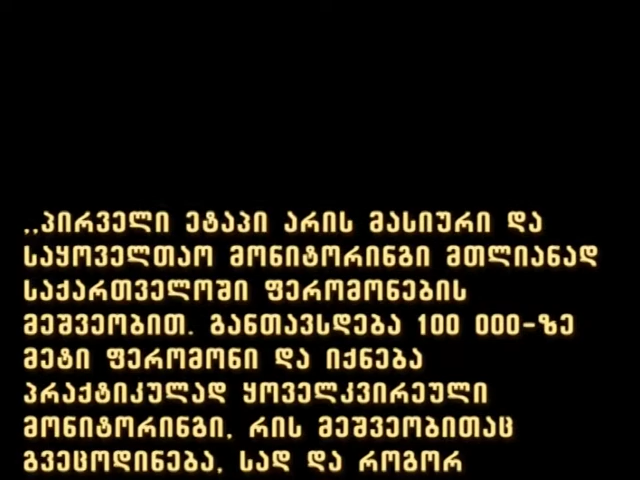 ,,პირველი ეტაპი არის მასიური და
საყოველთაო მონიტორინგი მთლიანად
საქართველოში ფერომონების
მეშვეობით. განთავსდება 100 000-ზე
მეტი ფერომონი და იქნება
პრაქტიკულად ყოველკვირეული
მონიტორინგი, რის მეშვეობითაც
გვეცოდინება, სად და როგორ